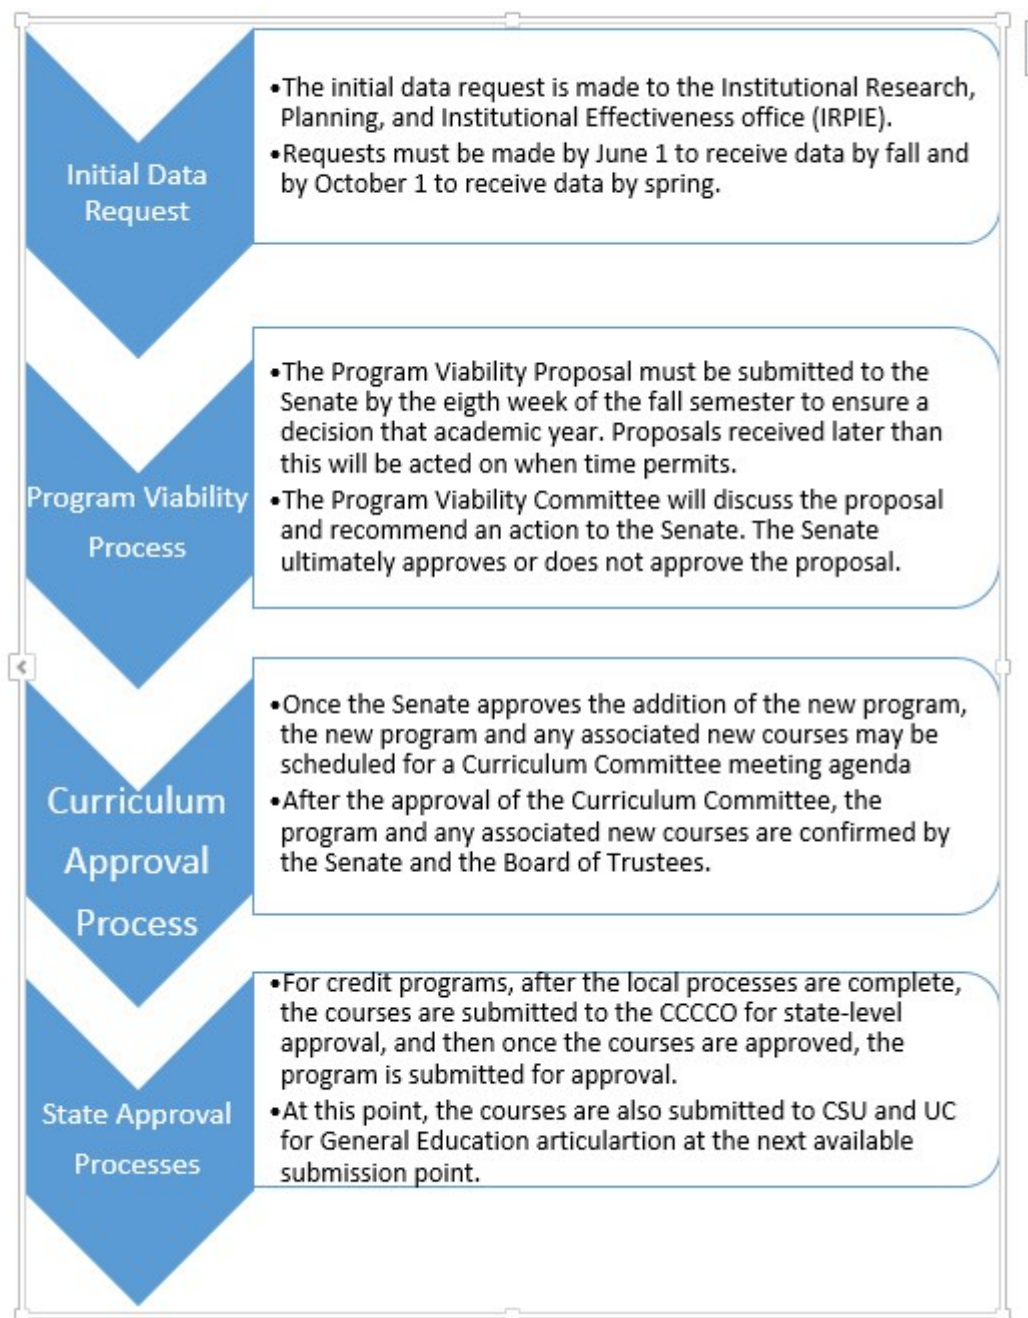 Initial Data
Request
•The initial data request is made to the Institutional Research,
Planning, and Institutional Effectiveness office (IRPIE).
•Requests must be made by June 1 to receive data by fall and
by October 1 to receive data by spring.
Program Viability
Process
•The Program Viability Proposal must be submitted to the
Senate by the eigth week of the fall semester to ensure a
decision that academic year. Proposals received later than
this will be acted on when time permits.
•The Program Viability Committee will discuss the proposal
and recommend an action to the Senate. The Senate
ultimately approves or does not approve the proposal.
Curriculum
Approval
Process
•Once the Senate approves the addition of the new program,
the new program and any associated new courses may be
scheduled for a Curriculum Committee meeting agenda
•After the approval of the Curriculum Committee, the
program and any associated new courses are confirmed by
the Senate and the Board of Trustees.
State Approval
Processes
•For credit programs, after the local processes are complete,
the courses are submitted to the CCCCO for state-level
approval, and then once the courses are approved, the
program is submitted for approval.
•At this point, the courses are also submitted to CSU and UC
for General Education articulartion at the next available
submission point.